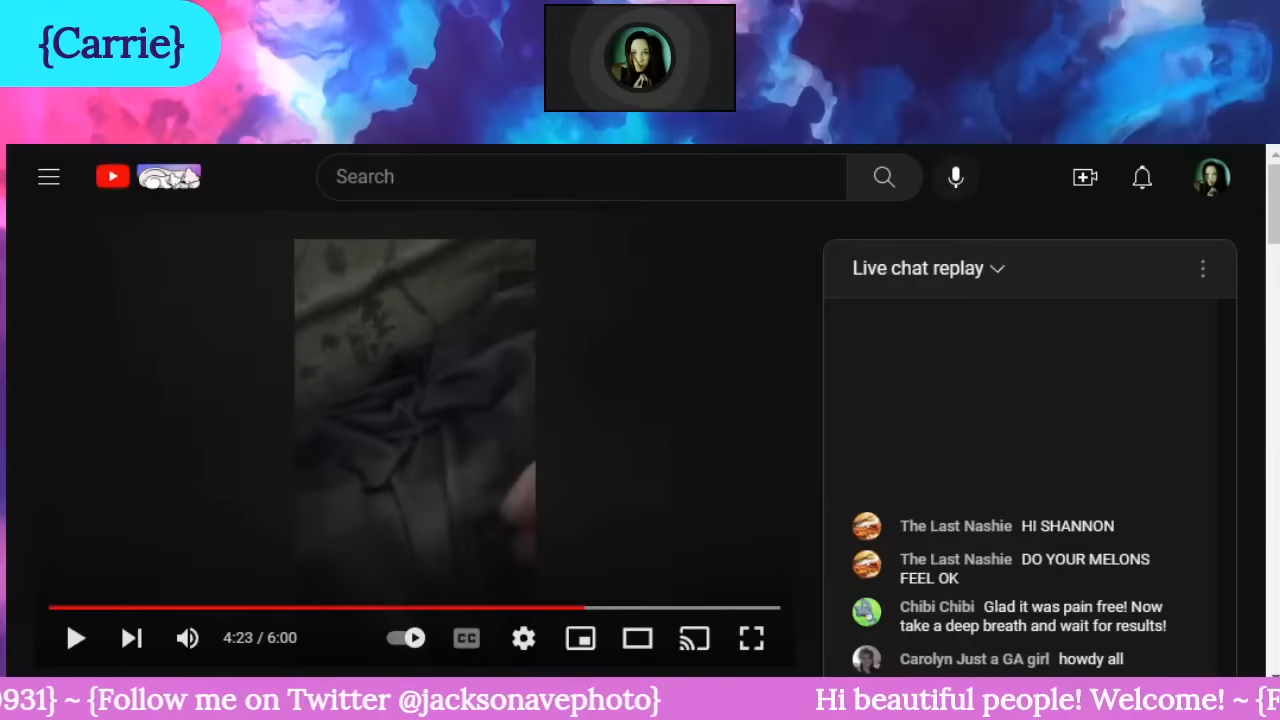 {Carrie}
Search
Live chat replay
The Last Nashie HI SHANNON
The Last Nashie DO YOUR MELONS
FEEL OK
Chibi Chibi Glad it was pain free! Now
take a deep breath and wait for results!
Carolyn Just a GA girl howdy all
4:23 / 6:00
CC
0931} ~ {Follow me on Twitter @jacksonavephoto} Hi beautiful people! Welcome! ~ {F